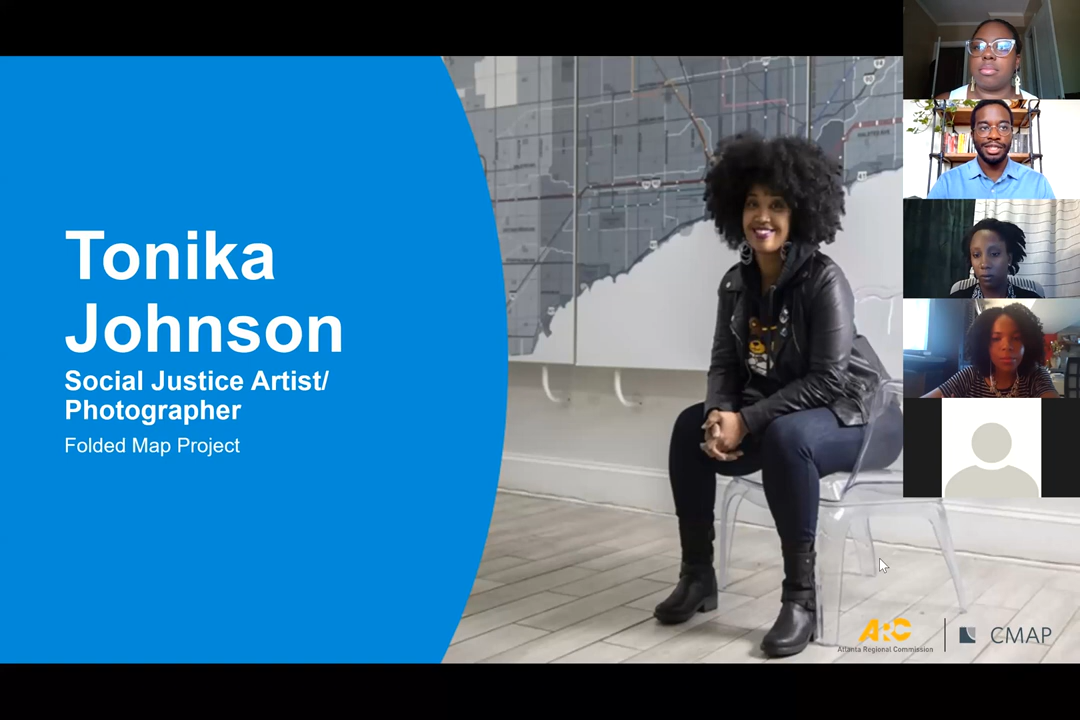 Tonika
Johnson
Social Justice Artist/
Photographer
Folded Map Project
ARC
Atlanta Regional Commission
CMAP